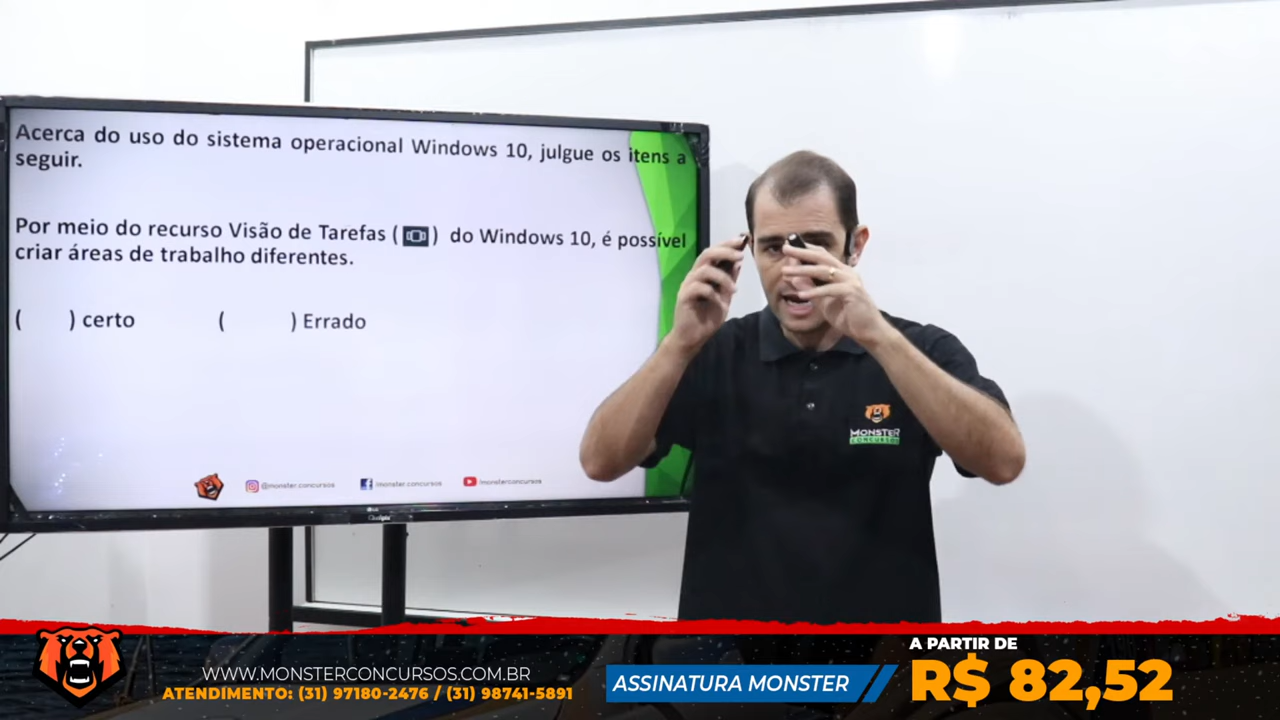 Acerca do uso do sistema operacional Windows 10, julgue os itens a
seguir.
Por meio do recurso Visão de Tarefas ( ) do Windows 10, é possível
criar áreas de trabalho diferentes.
( ) certo ( ) Errado
@monster.concursos /monster.concursos /monsterconcursos
MONSTER
CONCURSOS
WWW.MONSTERCONCURSOS.COM.BR
ATENDIMENTO: (31) 97180-2476 / (31) 98741-5891
ASSINATURA MONSTER
A PARTIR DE
R$ 82,52